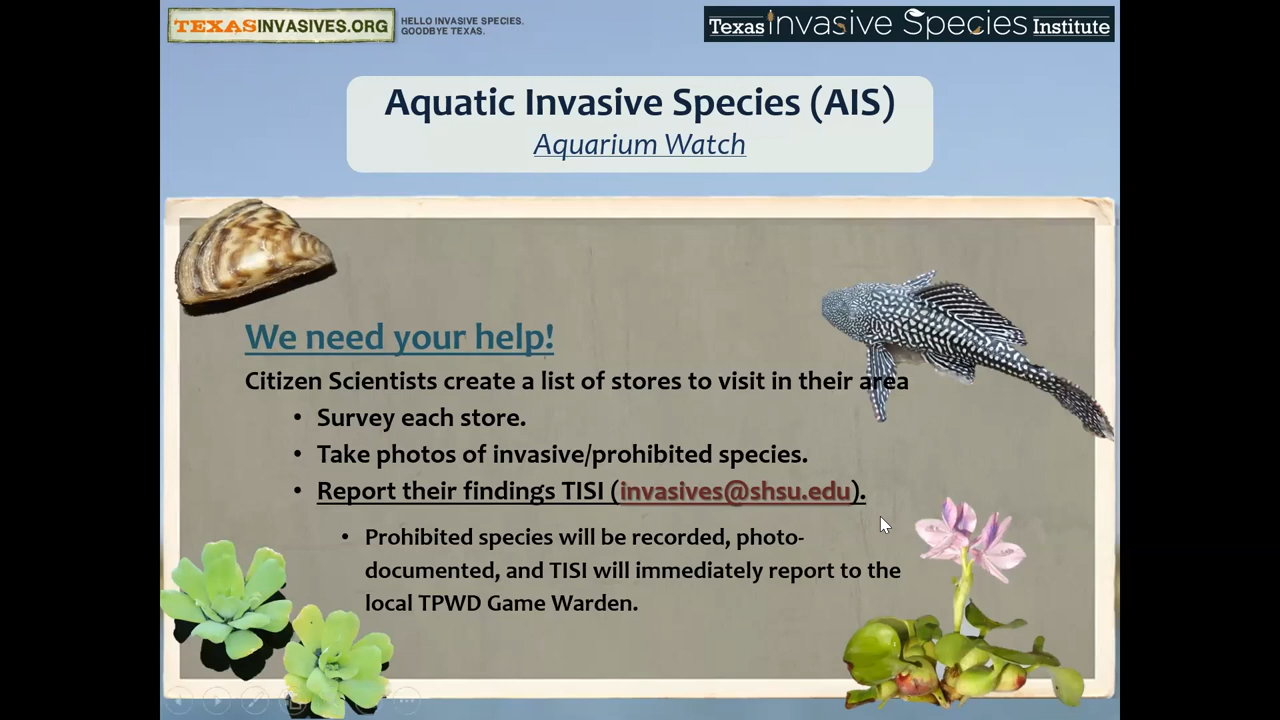 TEXASINVASIVES.ORG
HELLO INVASIVE SPECIES.
GOODBYE TEXAS.
Texas Invasive Species Institute
Aquatic Invasive Species (AIS)
Aquarium Watch
We need your help!
Citizen Scientists create a list of stores to visit in their area
• Survey each store.
• Take photos of invasive/prohibited species.
• Report their findings TISI (invasives@shsu.edu).
• Prohibited species will be recorded, photo-
documented, and TISI will immediately report to the
local TPWD Game Warden.